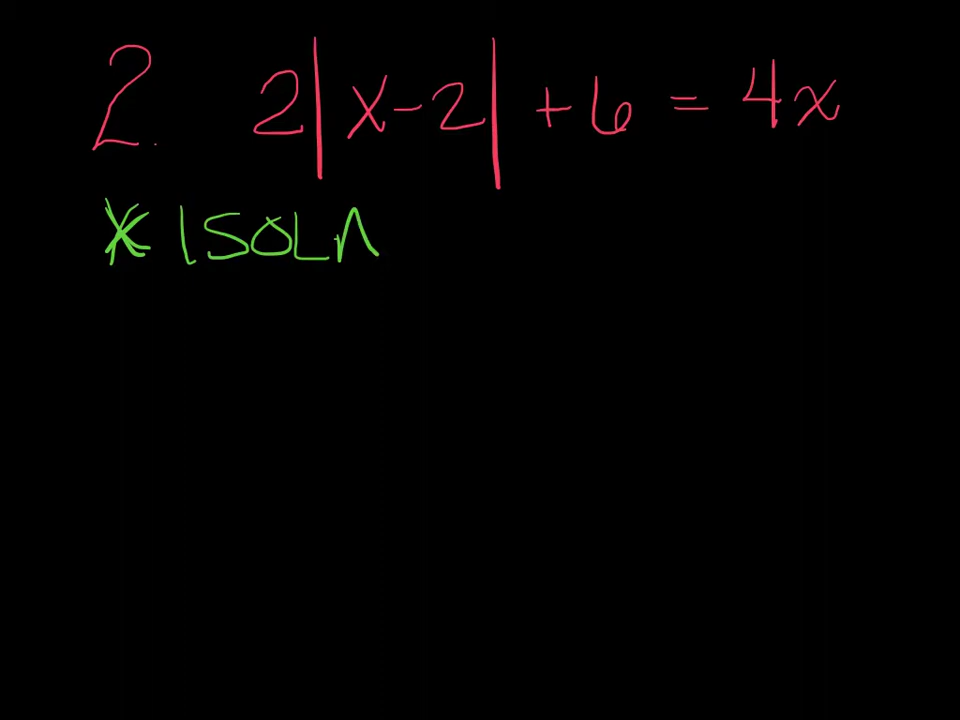 2. 2|x-2| +6 = 4x
* ISOLA